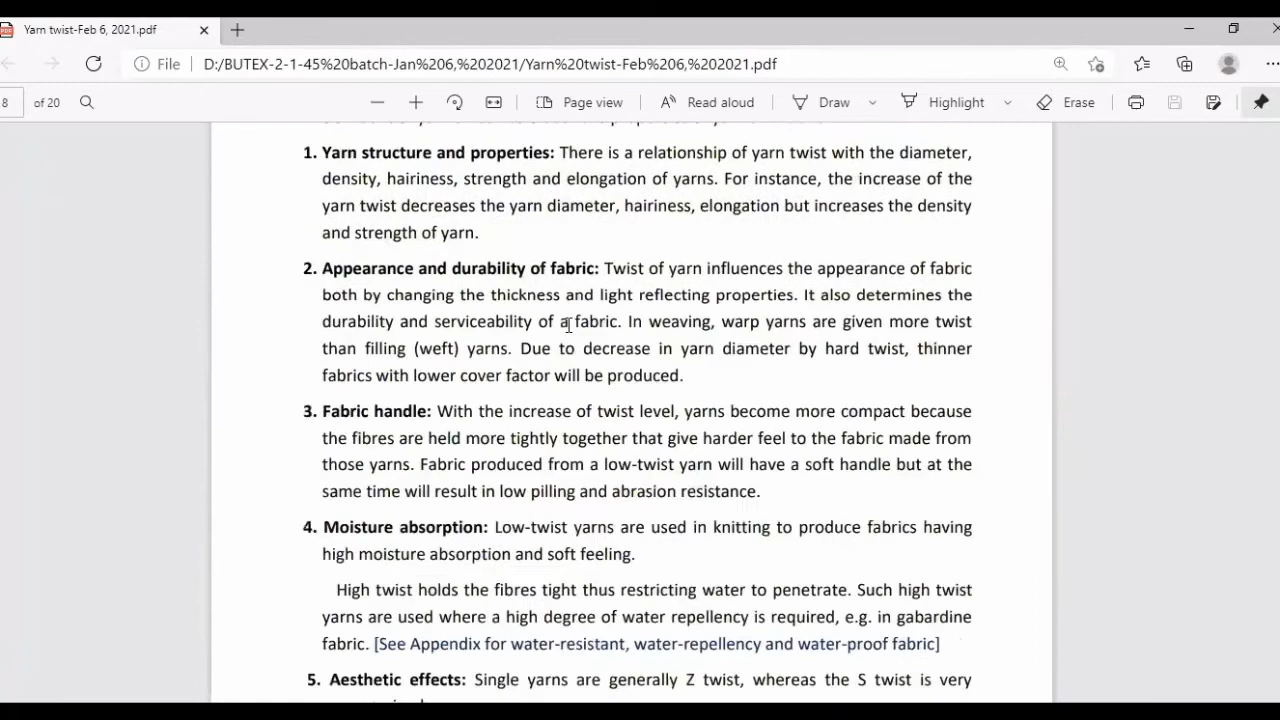 Yarn twist-Feb 6, 2021.pdf
File D:/BUTEX-2-1-45%20batch-Jan%206,%202021/Yarn%20twist-Feb%206,%202021.pdf
8 of 20 Page view Read aloud Draw Highlight Erase
1. Yarn structure and properties: There is a relationship of yarn twist with the diameter,
density, hairiness, strength and elongation of yarns. For instance, the increase of the
yarn twist decreases the yarn diameter, hairiness, elongation but increases the density
and strength of yarn.
2. Appearance and durability of fabric: Twist of yarn influences the appearance of fabric
both by changing the thickness and light reflecting properties. It also determines the
durability and serviceability of a fabric. In weaving, warp yarns are given more twist
than filling (weft) yarns. Due to decrease in yarn diameter by hard twist, thinner
fabrics with lower cover factor will be produced.
3. Fabric handle: With the increase of twist level, yarns become more compact because
the fibres are held more tightly together that give harder feel to the fabric made from
those yarns. Fabric produced from a low-twist yarn will have a soft handle but at the
same time will result in low pilling and abrasion resistance.
4. Moisture absorption: Low-twist yarns are used in knitting to produce fabrics having
high moisture absorption and soft feeling.
High twist holds the fibres tight thus restricting water to penetrate. Such high twist
yarns are used where a high degree of water repellency is required, e.g. in gabardine
fabric. [See Appendix for water-resistant, water-repellency and water-proof fabric]
5. Aesthetic effects: Single yarns are generally Z twist, whereas the S twist is very